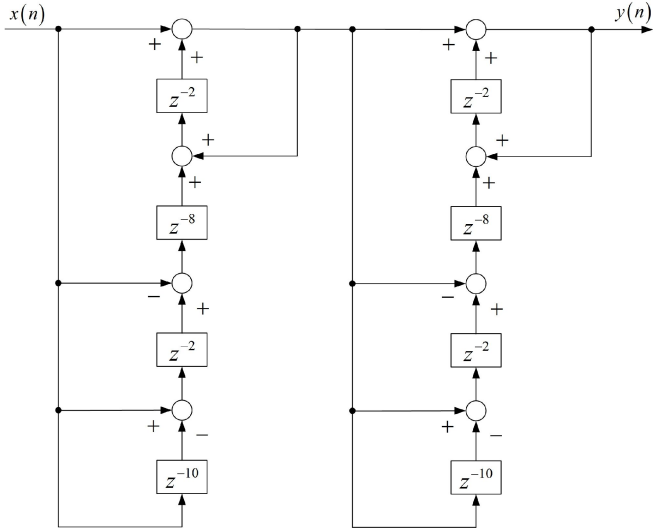 x(n) y(n)
+ + + +
z⁻² z⁻²
+ +
+ +
z⁻⁸ z⁻⁸
− + − +
z⁻² z⁻²
+ − + −
z⁻¹⁰ z⁻¹⁰